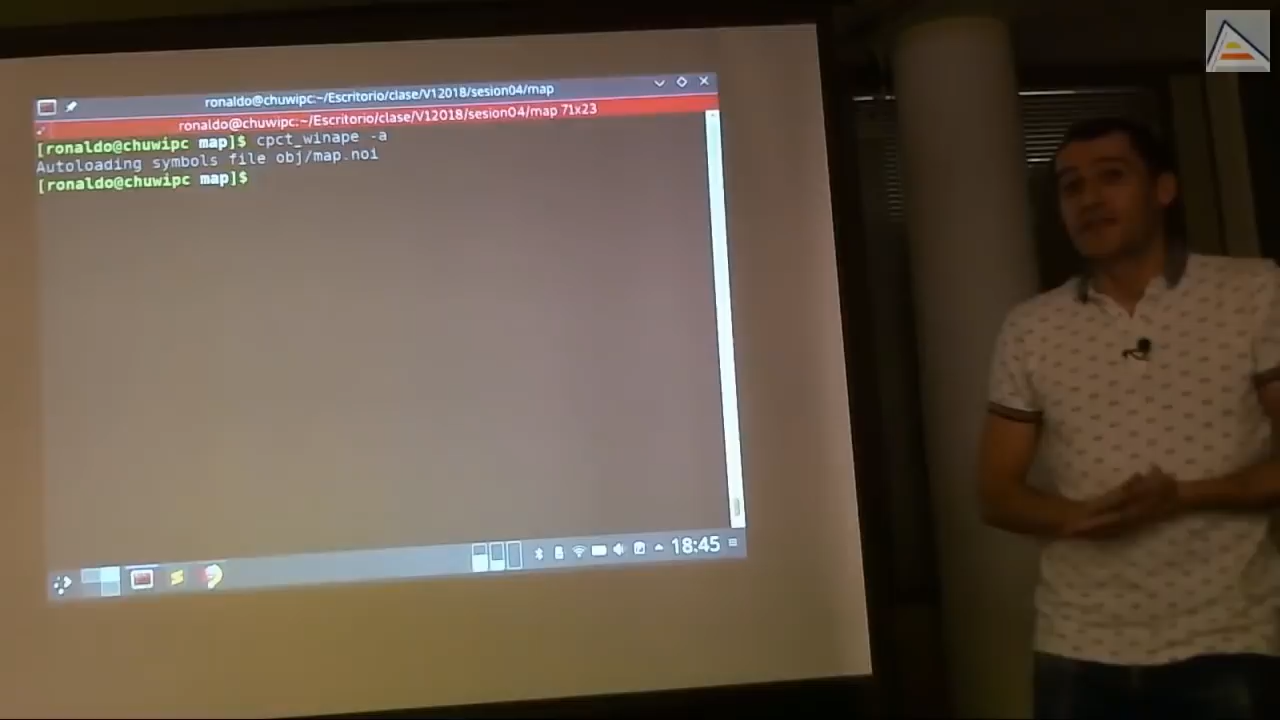 ronaldo@chuwipc:~/Escritorio/clase/V12018/sesion04/map
ronaldo@chuwipc:~/Escritorio/clase/V12018/sesion04/map 71x23
[ronaldo@chuwipc map]$ cpct_winape -a
Autoloading symbols file obj/map.noi
[ronaldo@chuwipc map]$
18:45